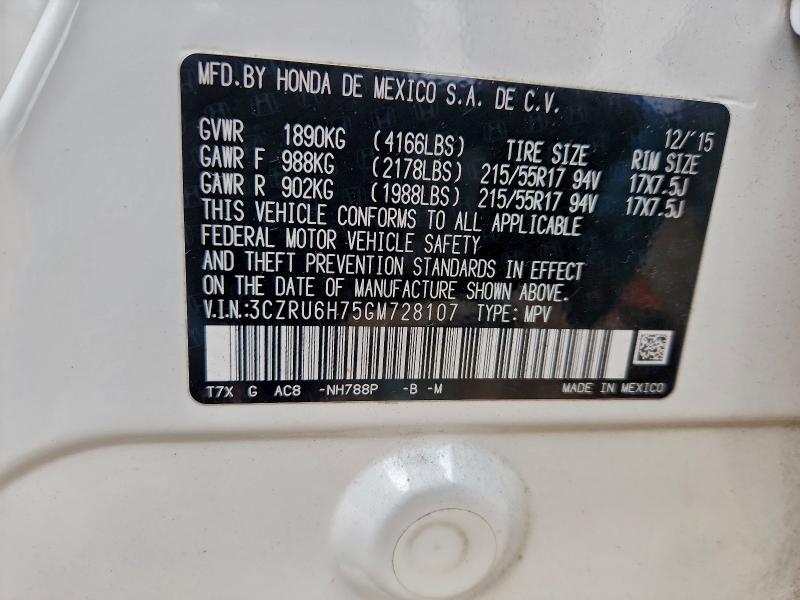 MFD.BY HONDA DE MEXICO S.A. DE C.V.
12/'15
GVWR 1890KG (4166LBS) TIRE SIZE RIM SIZE
GAWR F 988KG (2178LBS) 215/55R17 94V 17X7.5J
GAWR R 902KG (1988LBS) 215/55R17 94V 17X7.5J
THIS VEHICLE CONFORMS TO ALL APPLICABLE
FEDERAL MOTOR VEHICLE SAFETY
AND THEFT PREVENTION STANDARDS IN EFFECT
ON THE DATE OF MANUFACTURE SHOWN ABOVE.
V.I.N.:3CZRU6H75GM728107 TYPE: MPV
T7X G AC8 -NH788P -B -M MADE IN MEXICO